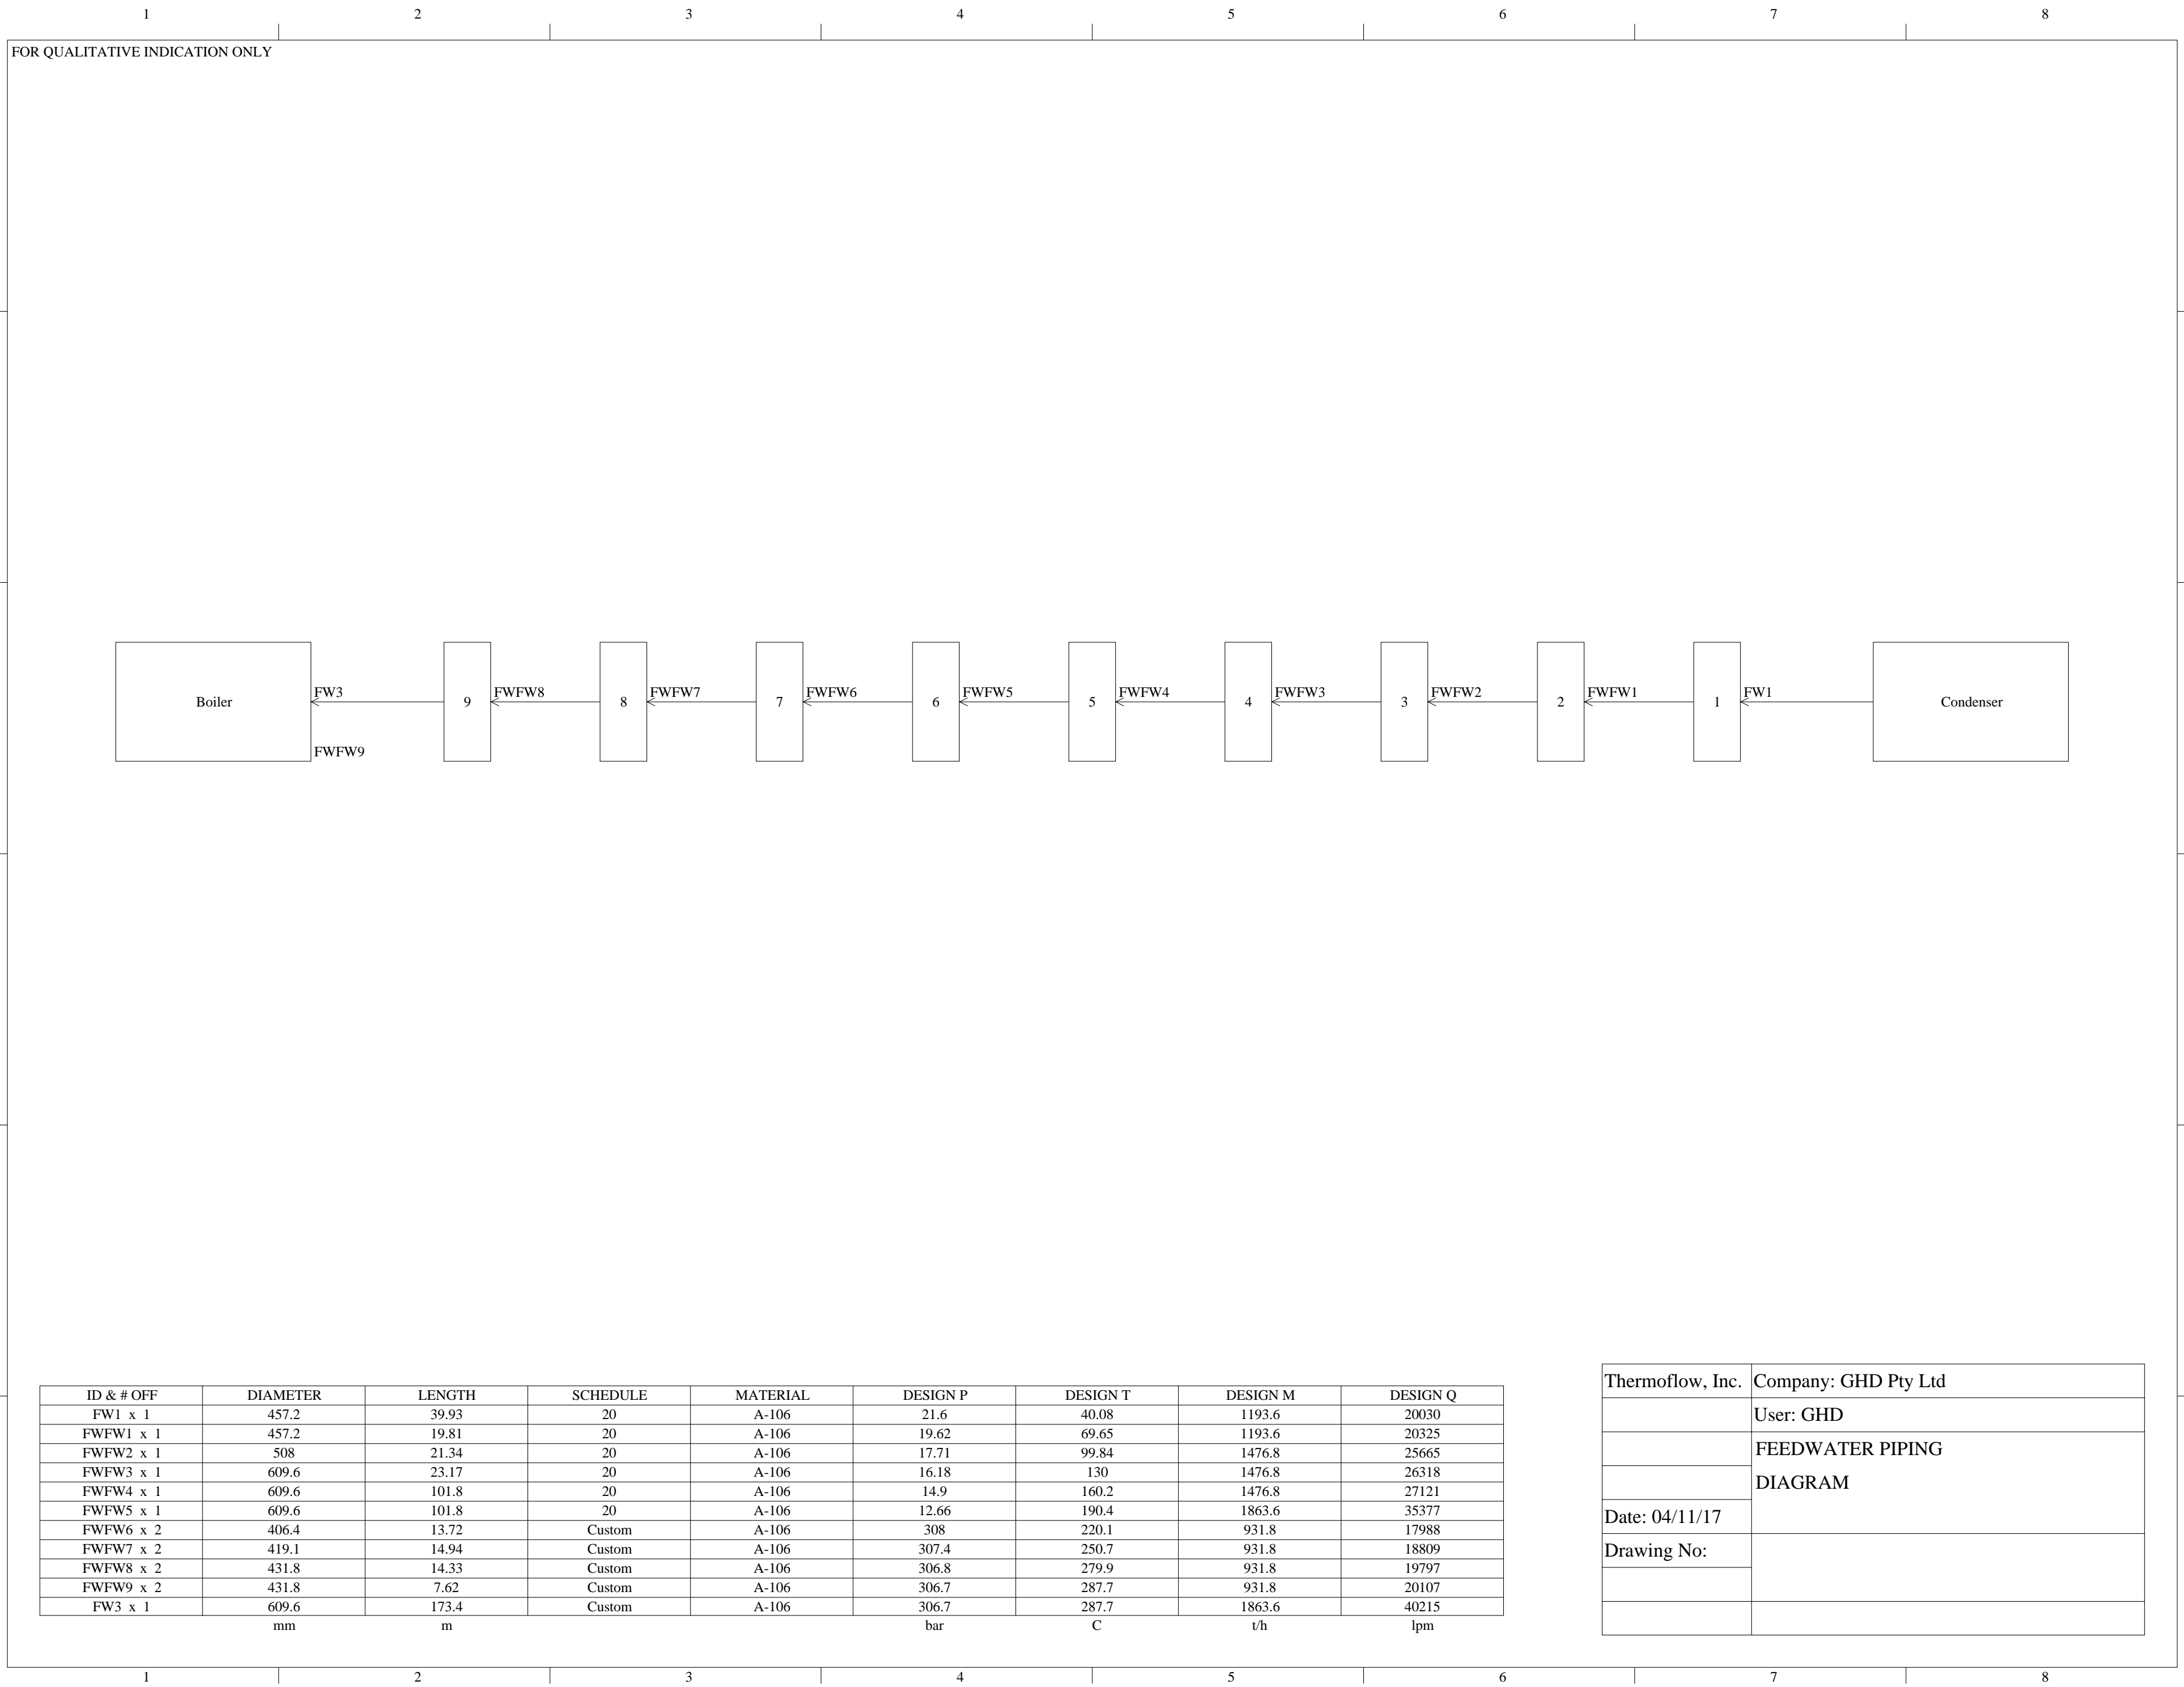 1 2 3 4 5 6 7 8
FOR QUALITATIVE INDICATION ONLY
Boiler FW3 9 FWFW8 8 FWFW7 7 FWFW6 6 FWFW5 5 FWFW4 4 FWFW3 3 FWFW2 2 FWFW1 1 FW1 Condenser
FWFW9
ID & # OFF DIAMETER LENGTH SCHEDULE MATERIAL DESIGN P DESIGN T DESIGN M DESIGN Q
FW1 x 1 457.2 39.93 20 A-106 21.6 40.08 1193.6 20030
FWFW1 x 1 457.2 19.81 20 A-106 19.62 69.65 1193.6 20325
FWFW2 x 1 508 21.34 20 A-106 17.71 99.84 1476.8 25665
FWFW3 x 1 609.6 23.17 20 A-106 16.18 130 1476.8 26318
FWFW4 x 1 609.6 101.8 20 A-106 14.9 160.2 1476.8 27121
FWFW5 x 1 609.6 101.8 20 A-106 12.66 190.4 1863.6 35377
FWFW6 x 2 406.4 13.72 Custom A-106 308 220.1 931.8 17988
FWFW7 x 2 419.1 14.94 Custom A-106 307.4 250.7 931.8 18809
FWFW8 x 2 431.8 14.33 Custom A-106 306.8 279.9 931.8 19797
FWFW9 x 2 431.8 7.62 Custom A-106 306.7 287.7 931.8 20107
FW3 x 1 609.6 173.4 Custom A-106 306.7 287.7 1863.6 40215
mm m bar C t/h lpm
Thermoflow, Inc. Company: GHD Pty Ltd
User: GHD
FEEDWATER PIPING
DIAGRAM
Date: 04/11/17
Drawing No:
1 2 3 4 5 6 7 8